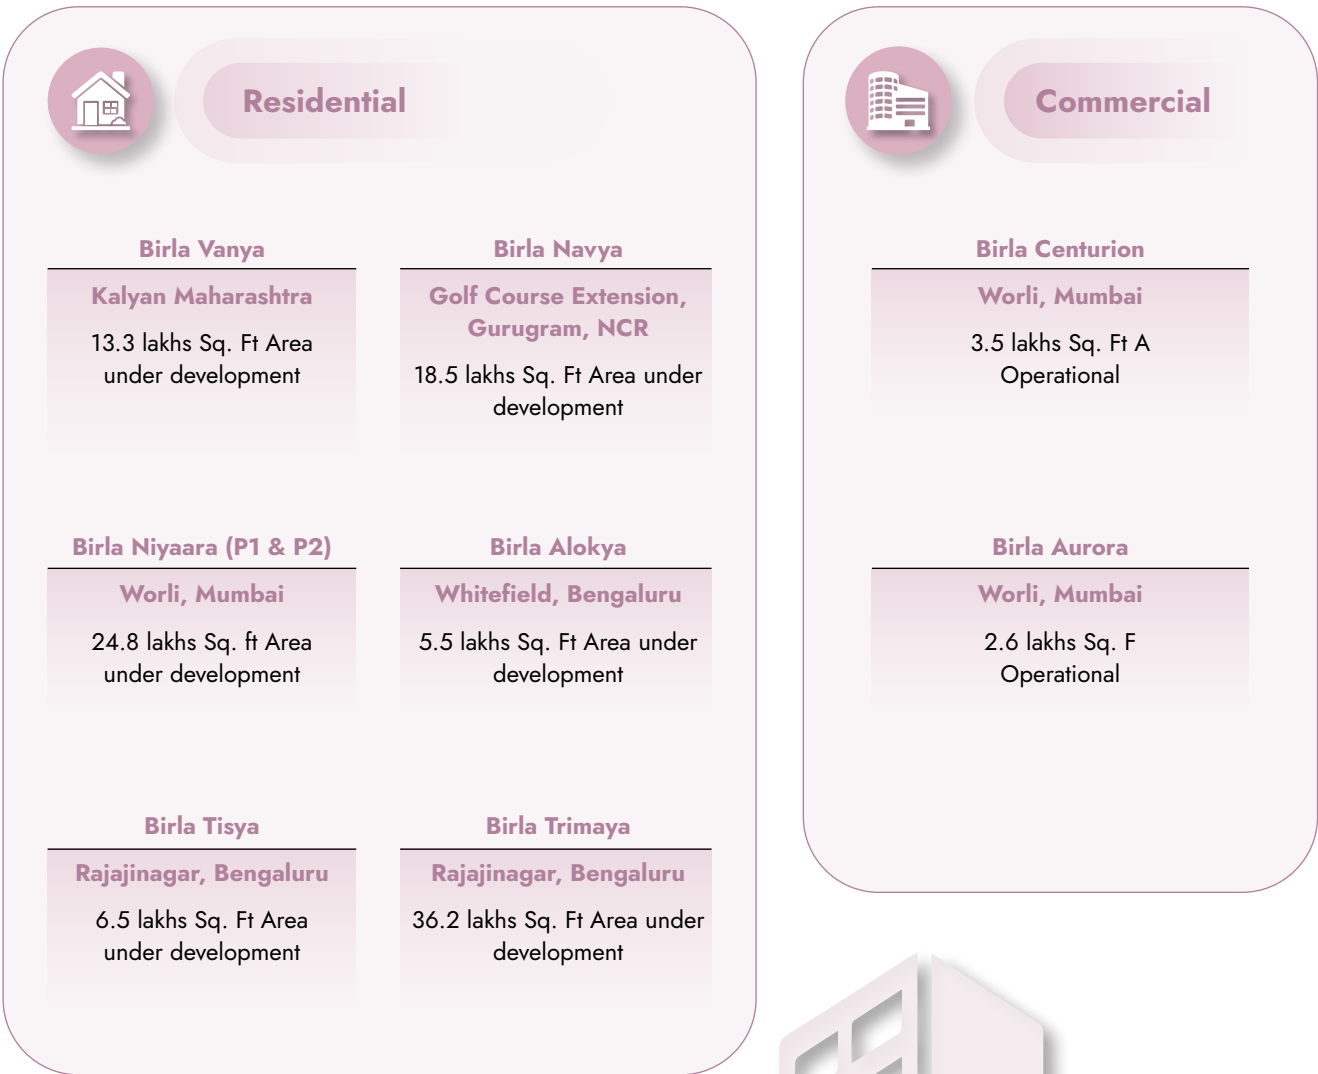 Residential
Birla Vanya
Kalyan Maharashtra
13.3 lakhs Sq. Ft Area
under development
Birla Navya
Golf Course Extension,
Gurugram, NCR
18.5 lakhs Sq. Ft Area under
development
Birla Niyaara (P1 & P2)
Worli, Mumbai
24.8 lakhs Sq. ft Area
under development
Birla Alokya
Whitefield, Bengaluru
5.5 lakhs Sq. Ft Area under
development
Birla Tisya
Rajajinagar, Bengaluru
6.5 lakhs Sq. Ft Area
under development
Birla Trimaya
Rajajinagar, Bengaluru
36.2 lakhs Sq. Ft Area under
development
Commercial
Birla Centurion
Worli, Mumbai
3.5 lakhs Sq. Ft A
Operational
Birla Aurora
Worli, Mumbai
2.6 lakhs Sq. F
Operational